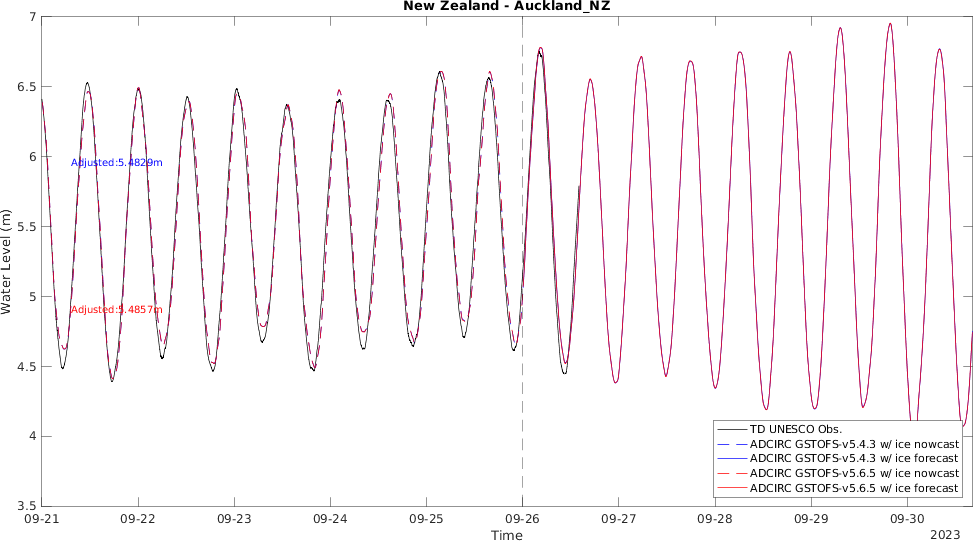 New Zealand - Auckland_NZ
7
6.5
6
5.5
5
4.5
4
3.5
Water Level (m)
Adjusted:5.4829m
Adjusted:5.4857m
TD UNESCO Obs.
ADCIRC GSTOFS-v5.4.3 w/ ice nowcast
ADCIRC GSTOFS-v5.4.3 w/ ice forecast
ADCIRC GSTOFS-v5.6.5 w/ ice nowcast
ADCIRC GSTOFS-v5.6.5 w/ ice forecast
09-21 09-22 09-23 09-24 09-25 09-26 09-27 09-28 09-29 09-30
Time
2023